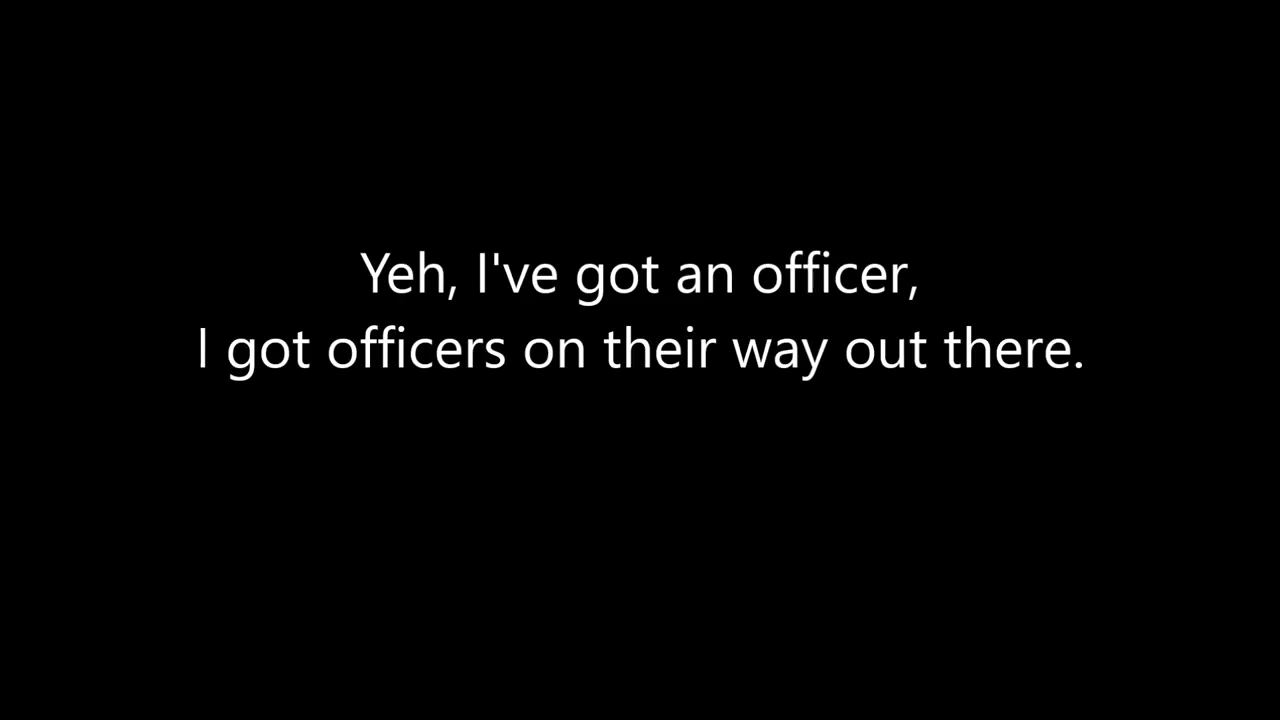 Yeh, I've got an officer,
I got officers on their way out there.